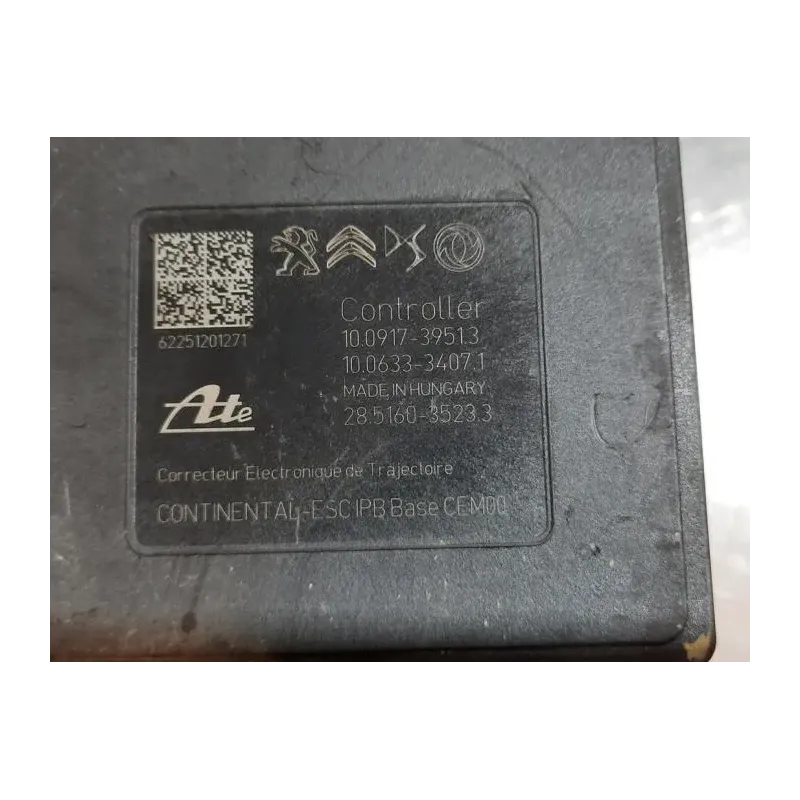 DS
Controller
10.0917-3951.3
10.0633-3407.1
62251201271
MADE IN HUNGARY
Ate
28.5160-3523.3
Correcteur Electronique de Trajectoire
CONTINENTAL-ESC IPB Base CEM00